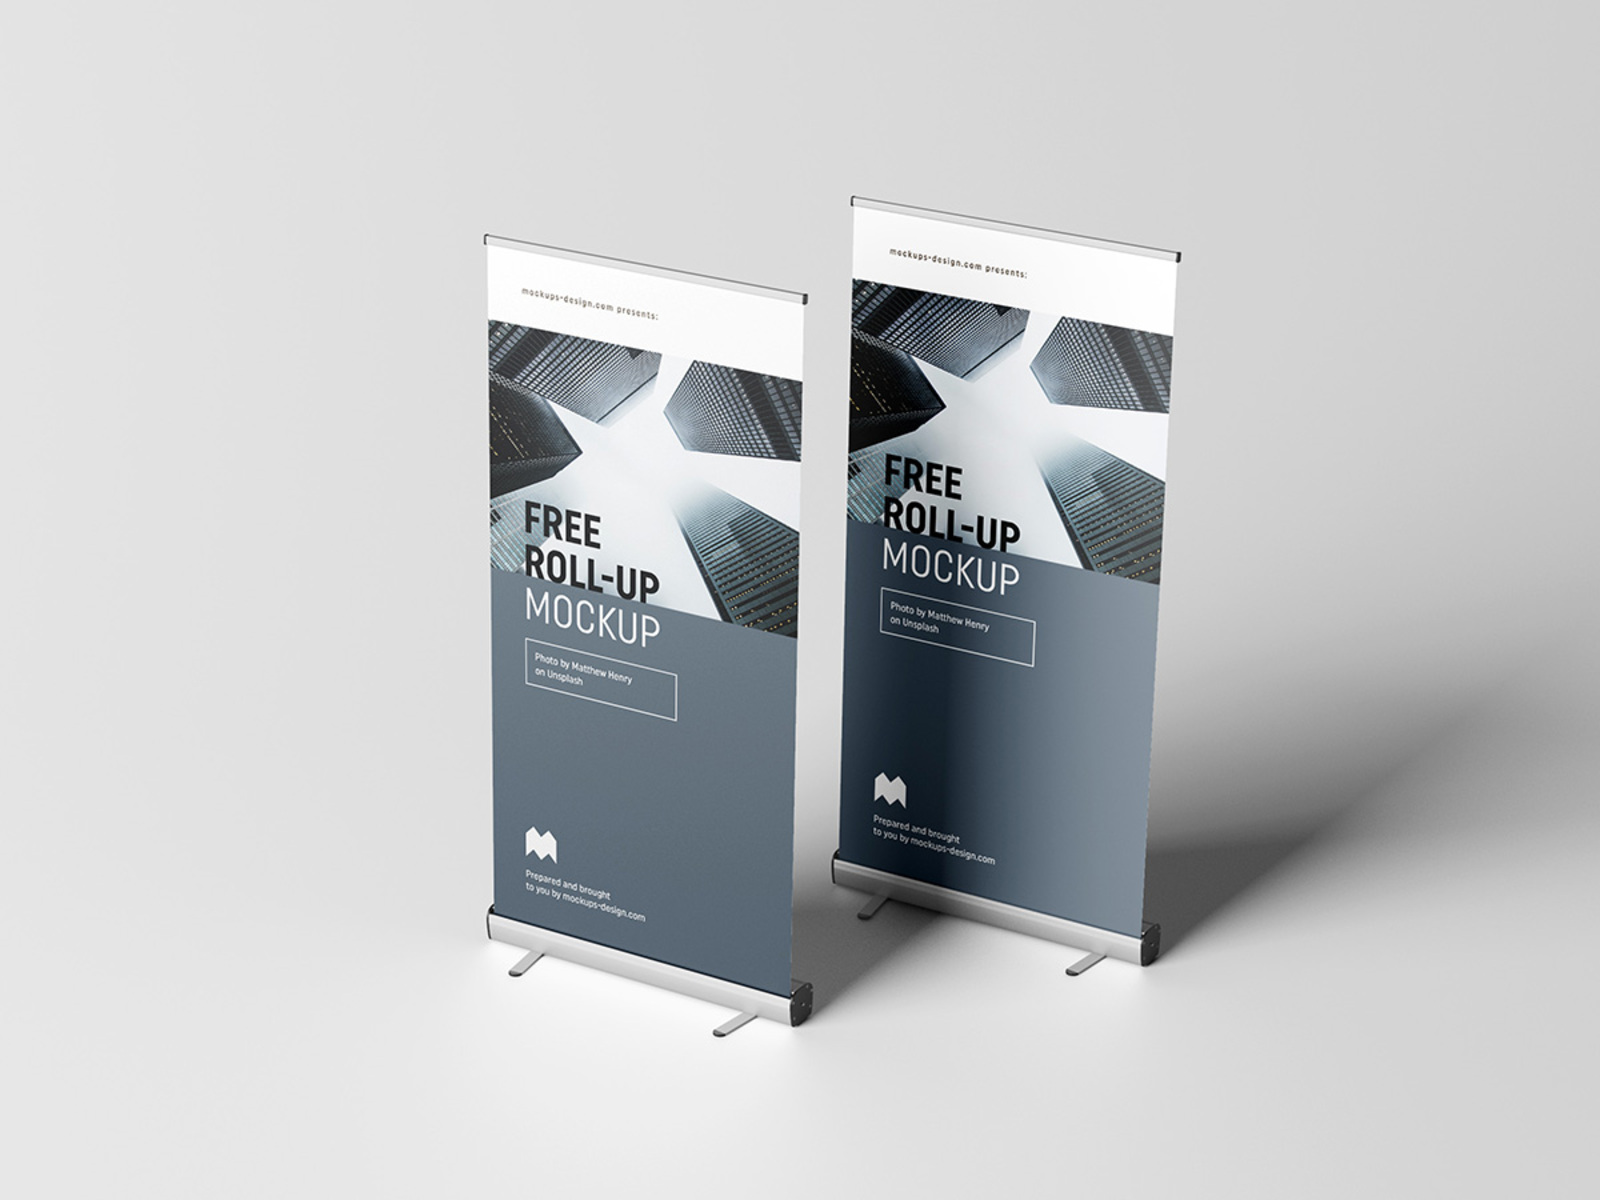 mockups-design.com presents:
FREE
ROLL-UP
MOCKUP
Photo by Matthew Henry
on Unsplash
Prepared and brought
to you by mockups-design.com
mockups-design.com presents:
FREE
ROLL-UP
MOCKUP
Photo by Matthew Henry
on Unsplash
Prepared and brought
to you by mockups-design.com